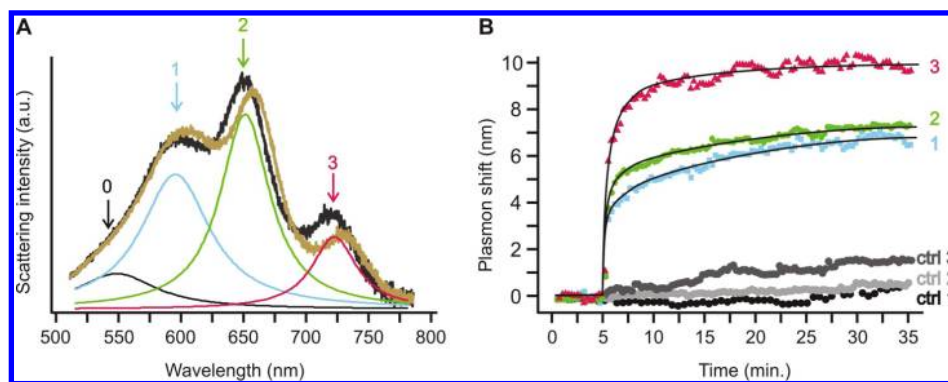 A
2
1
3
0
Scattering intensity (a.u.)
500 550 600 650 700 750 800
Wavelength (nm)
B
10
8
6
4
2
0
Plasmon shift (nm)
3
2
1
ctrl
ctrl
ctrl
0 5 10 15 20 25 30 35
Time (min.)